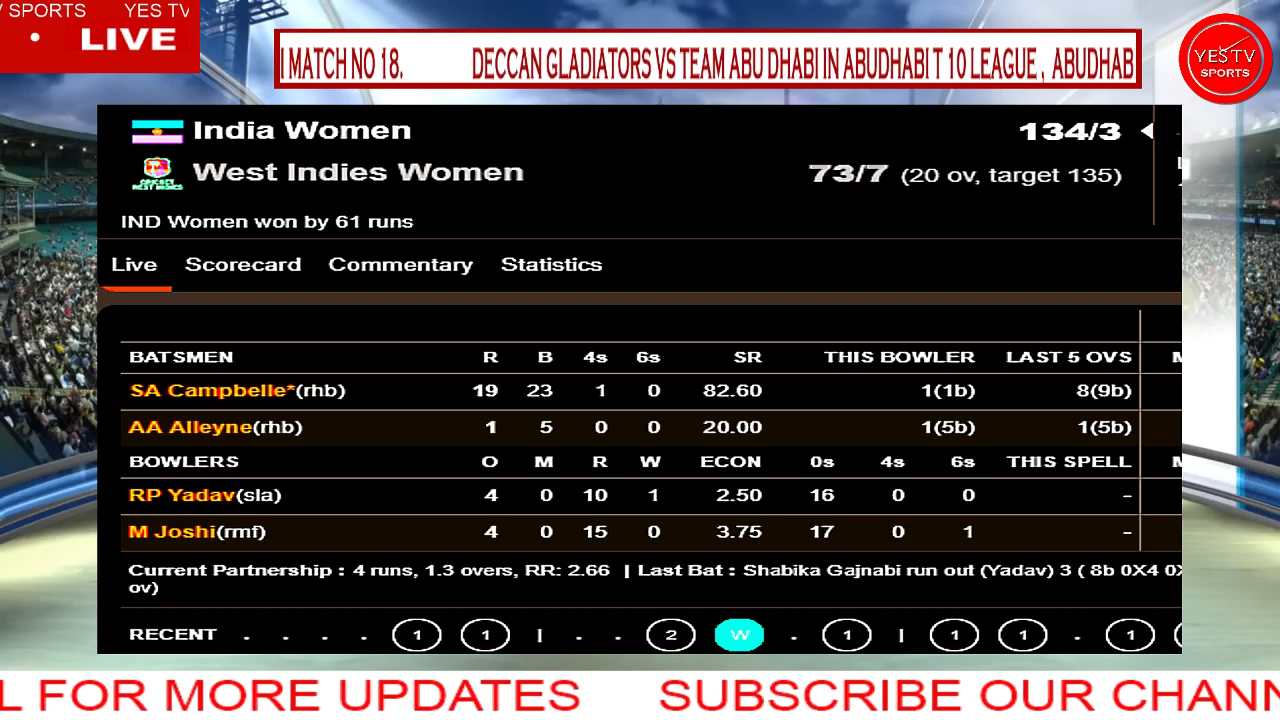 V SPORTS YES TV
• LIVE
I MATCH NO 18. DECCAN GLADIATORS VS TEAM ABU DHABI IN ABUDHABI T 10 LEAGUE , ABUDHAB
YES TV
SPORTS
India Women 134/3
West Indies Women 73/7 (20 ov, target 135)
IND Women won by 61 runs
Live Scorecard Commentary Statistics
BATSMEN R B 4s 6s SR THIS BOWLER LAST 5 OVS M
SA Campbelle*(rhb) 19 23 1 0 82.60 1(1b) 8(9b)
AA Alleyne(rhb) 1 5 0 0 20.00 1(5b) 1(5b)
BOWLERS O M R W ECON 0s 4s 6s THIS SPELL M
RP Yadav(sla) 4 0 10 1 2.50 16 0 0 -
M Joshi(rmf) 4 0 15 0 3.75 17 0 1 -
Current Partnership : 4 runs, 1.3 overs, RR: 2.66 | Last Bat : Shabika Gajnabi run out (Yadav) 3 ( 8b 0X4 0X
ov)
RECENT . . . . 1 1 | . . 2 W . 1 | 1 1 . 1
L FOR MORE UPDATES SUBSCRIBE OUR CHANN